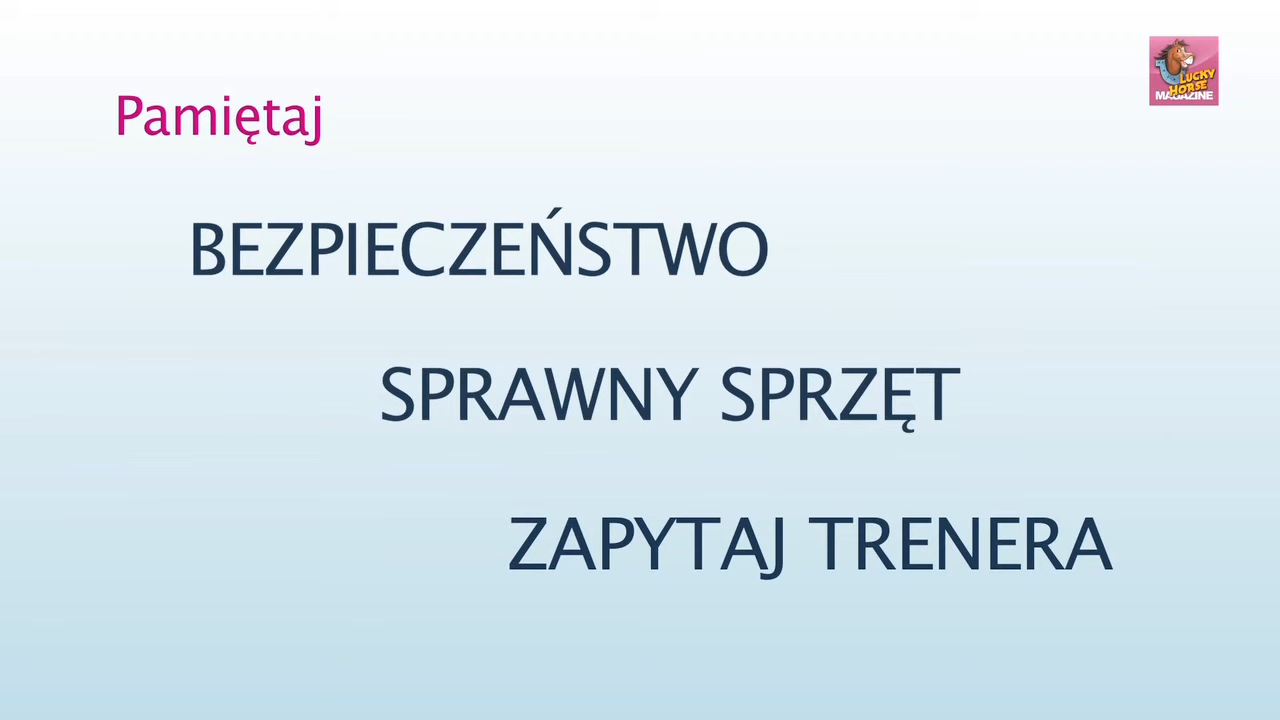 LUCKY
HORSE
MAGAZINE
Pamiętaj
BEZPIECZEŃSTWO
SPRAWNY SPRZĘT
ZAPYTAJ TRENERA